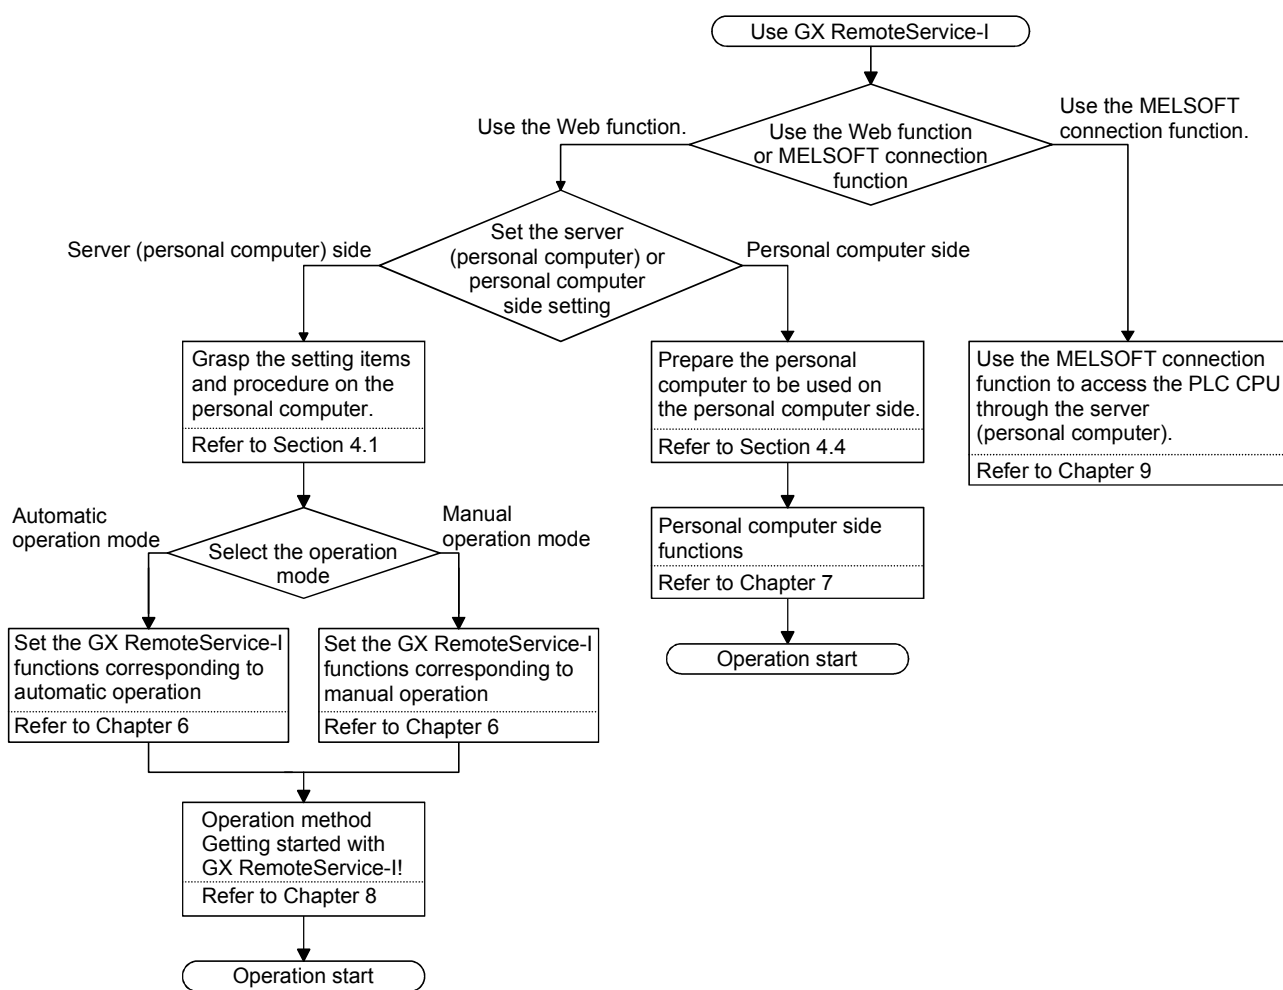 Use GX RemoteService-I
Use the Web function.
Use the Web function
or MELSOFT connection
function
Use the MELSOFT
connection function.
Server (personal computer) side
Set the server
(personal computer) or
personal computer
side setting
Personal computer side
Grasp the setting items
and procedure on the
personal computer.
Refer to Section 4.1
Prepare the personal
computer to be used on
the personal computer side.
Refer to Section 4.4
Use the MELSOFT connection
function to access the PLC CPU
through the server
(personal computer).
Refer to Chapter 9
Automatic
operation mode
Select the operation
mode
Manual
operation mode
Personal computer side
functions
Refer to Chapter 7
Set the GX RemoteService-I
functions corresponding to
automatic operation
Refer to Chapter 6
Set the GX RemoteService-I
functions corresponding to
manual operation
Refer to Chapter 6
Operation start
Operation method
Getting started with
GX RemoteService-I!
Refer to Chapter 8
Operation start